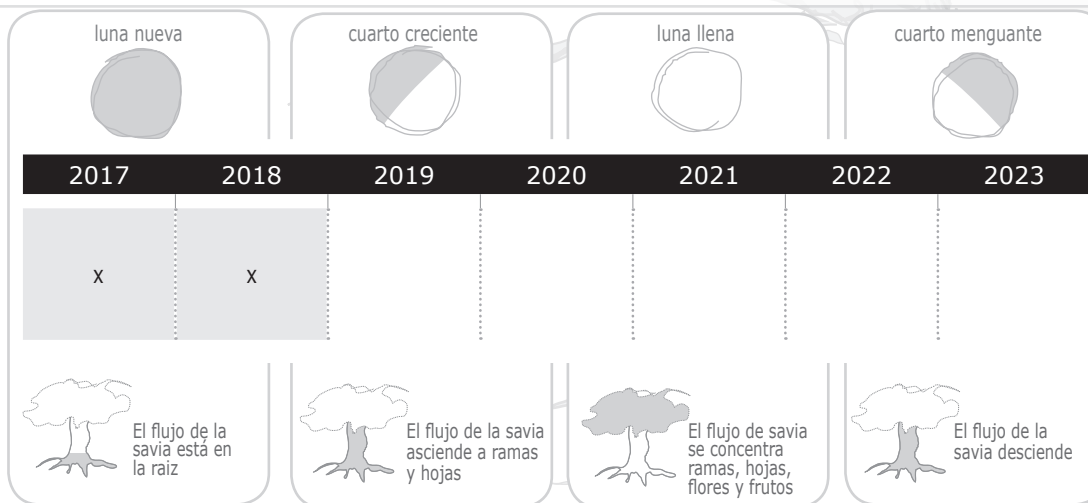 luna nueva
cuarto creciente
luna llena
cuarto menguante
2017 2018 2019 2020 2021 2022 2023
X X
El flujo de la
savia está en
la raiz
El flujo de la savia
asciende a ramas
y hojas
El flujo de savia
se concentra
ramas, hojas,
flores y frutos
El flujo de la
savia desciende